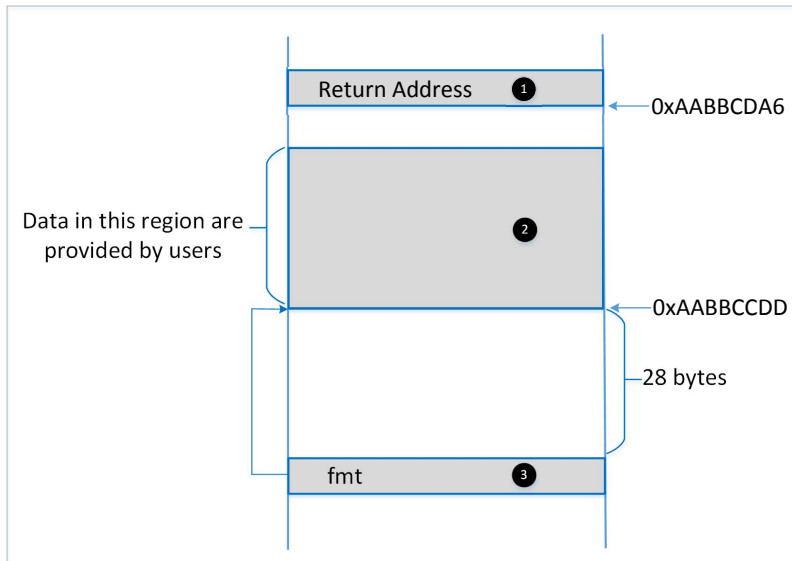 Return Address 1
0xAABBCDA6
Data in this region are
provided by users
2
0xAABBCCDD
28 bytes
fmt 3